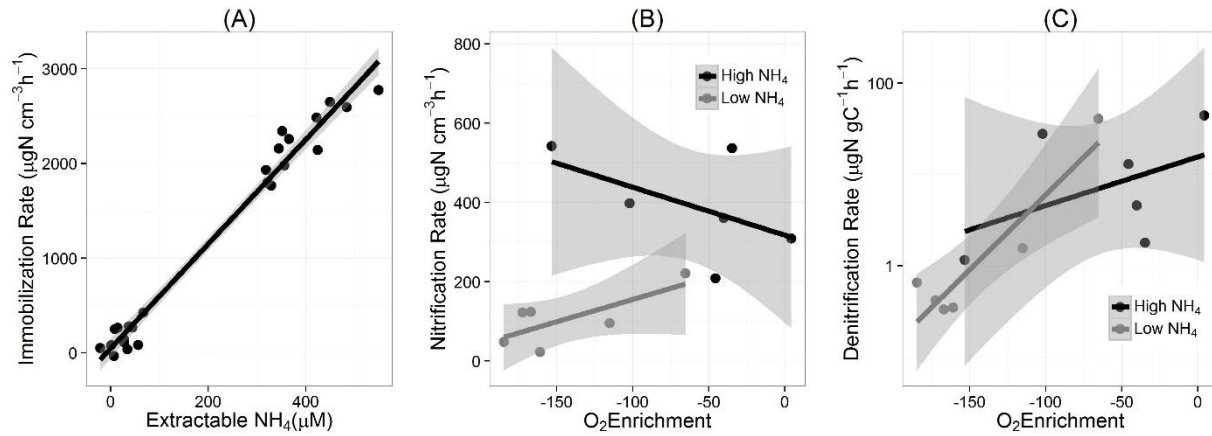 (A)
Immobilization Rate (μgN cm⁻³h⁻¹)
3000
2000
1000
0
0
200
400
Extractable NH₄(μM)
(B)
Nitrification Rate (μgN cm⁻³h⁻¹)
800
600
400
200
0
High NH₄
Low NH₄
-150
-100
-50
0
O₂Enrichment
(C)
Denitrification Rate (μgN gC⁻¹h⁻¹)
100
1
High NH₄
Low NH₄
-150
-100
-50
0
O₂Enrichment